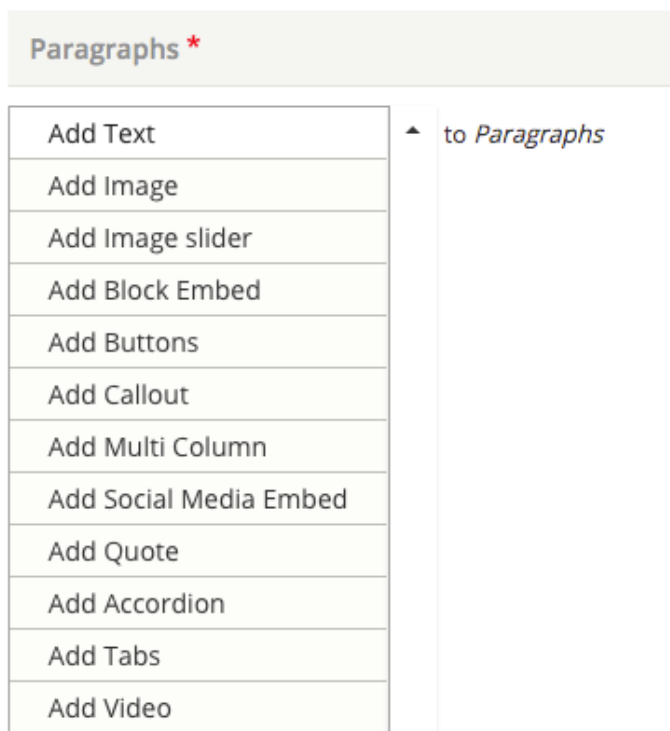 Paragraphs *
Add Text to Paragraphs
Add Image
Add Image slider
Add Block Embed
Add Buttons
Add Callout
Add Multi Column
Add Social Media Embed
Add Quote
Add Accordion
Add Tabs
Add Video